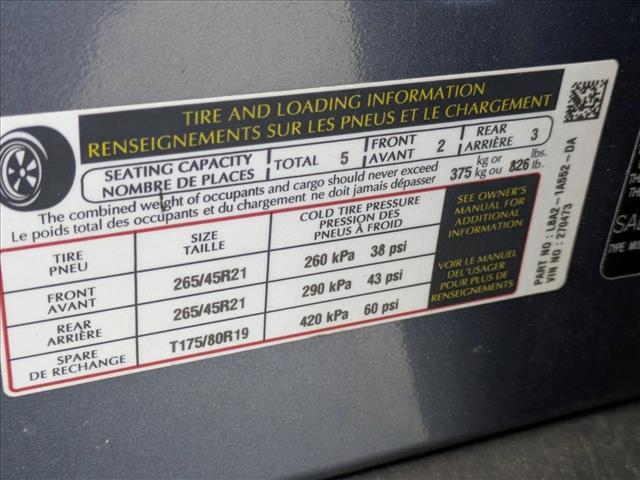 TIRE AND LOADING INFORMATION
RENSEIGNEMENTS SUR LES PNEUS ET LE CHARGEMENT
SEATING CAPACITY
NOMBRE DE PLACES
TOTAL 5
FRONT
AVANT 2
REAR
ARRIÈRE 3
The combined weight of occupants and cargo should never exceed
Le poids total des occupants et du chargement ne doit jamais dépasser
375 kg or
kg ou 826 lbs.
lb.
TIRE
PNEU
SIZE
TAILLE
COLD TIRE PRESSURE
PRESSION DES
PNEUS À FROID
FRONT
AVANT
265/45R21
260 kPa 38 psi
REAR
ARRIÈRE
265/45R21
290 kPa 43 psi
SPARE
DE RECHANGE
T175/80R19
420 kPa 60 psi
SEE OWNER'S
MANUAL FOR
ADDITIONAL
INFORMATION
VOIR LE MANUEL
DE L'USAGER
POUR PLUS DE
RENSEIGNEMENTS
PART NO : L8A2-1A552-DA
VIN NO : 270473